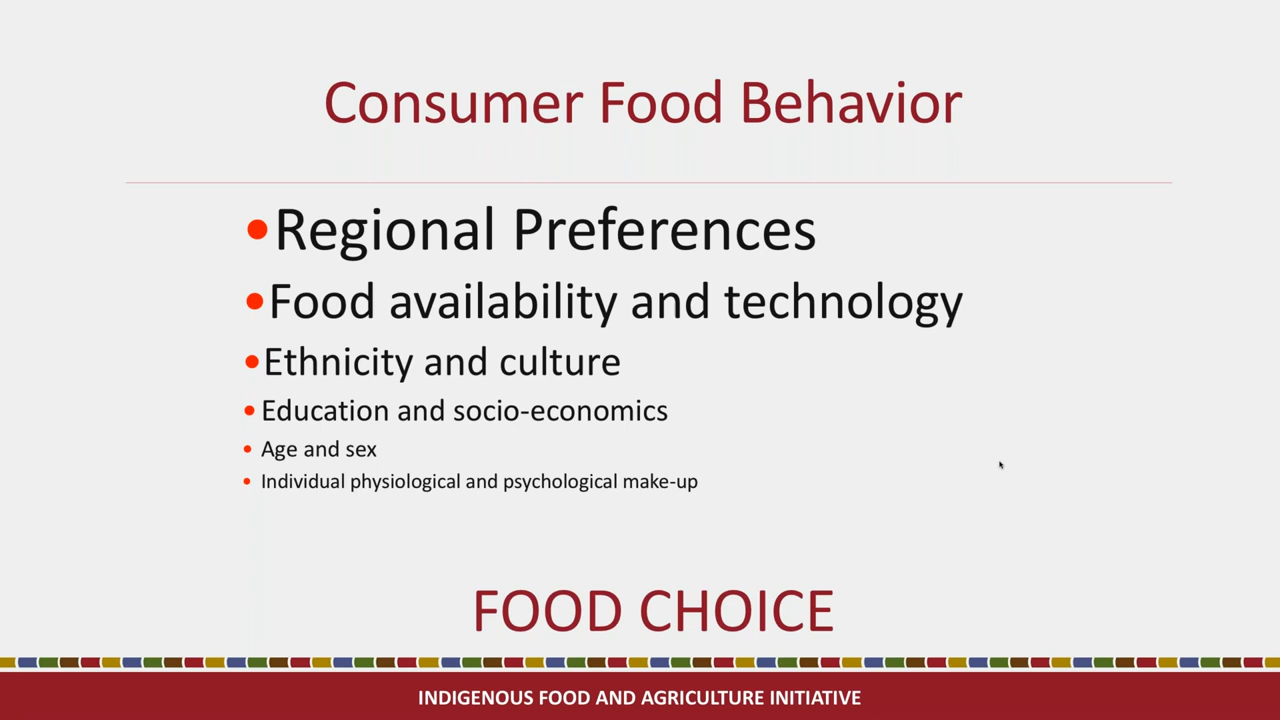 Consumer Food Behavior
•Regional Preferences
•Food availability and technology
•Ethnicity and culture
• Education and socio-economics
• Age and sex
• Individual physiological and psychological make-up
FOOD CHOICE
INDIGENOUS FOOD AND AGRICULTURE INITIATIVE